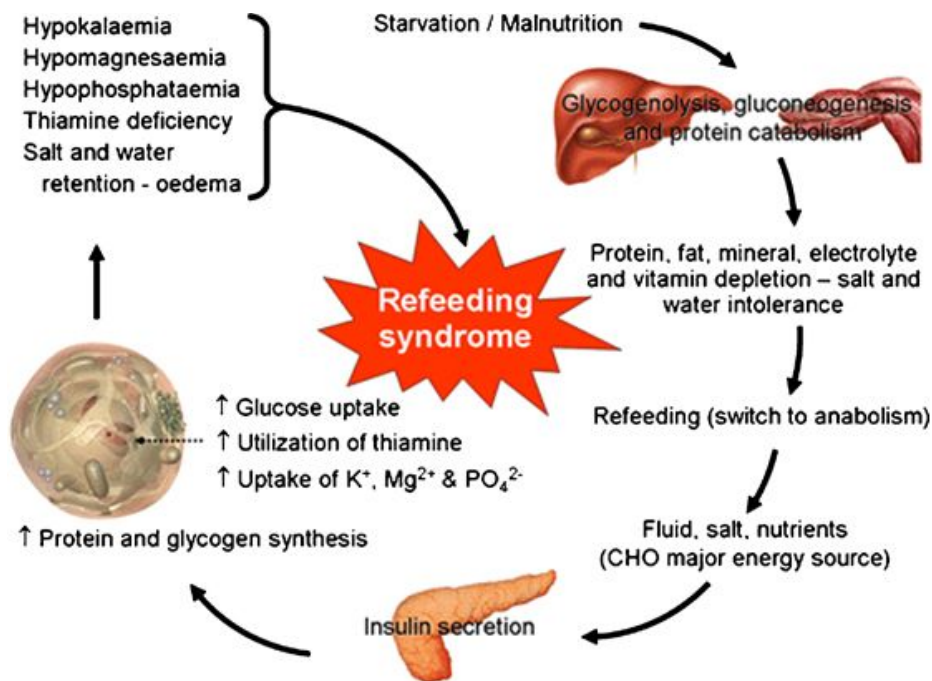 Hypokalaemia
Hypomagnesaemia
Hypophosphataemia
Thiamine deficiency
Salt and water
retention - oedema
Starvation / Malnutrition
Glycogenolysis, gluconeogenesis
and protein catabolism
Protein, fat, mineral, electrolyte
and vitamin depletion – salt and
water intolerance
Refeeding
syndrome
Refeeding (switch to anabolism)
↑ Glucose uptake
↑ Utilization of thiamine
↑ Uptake of K⁺, Mg²⁺ & PO₄²⁻
↑ Protein and glycogen synthesis
Fluid, salt, nutrients
(CHO major energy source)
Insulin secretion